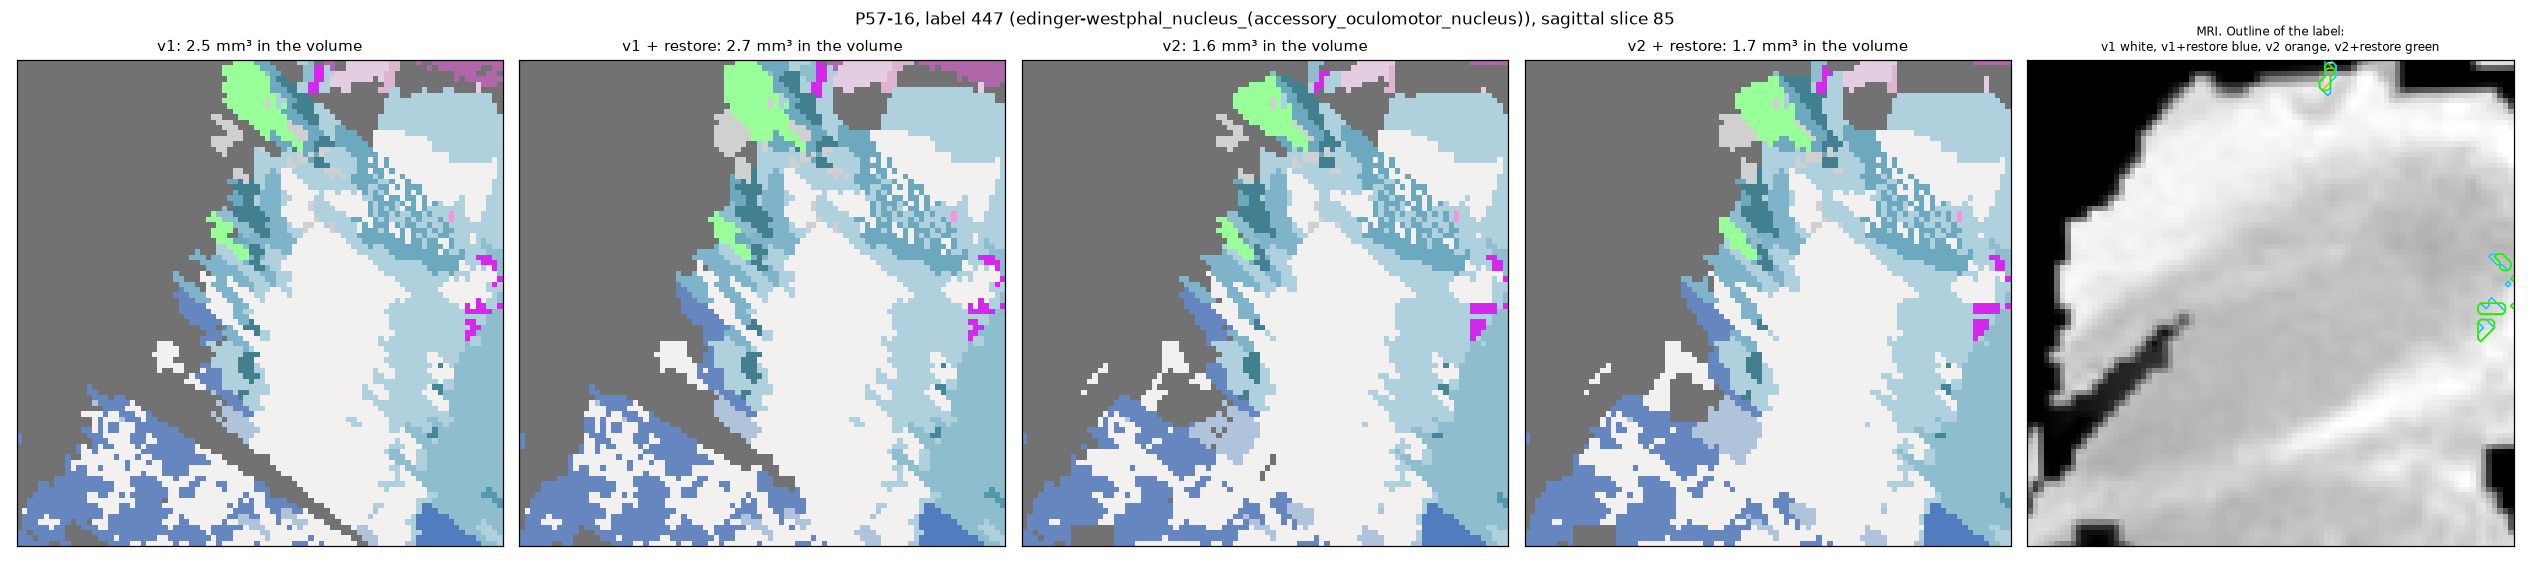 P57-16, label 447 (edinger-westphal_nucleus_(accessory_oculomotor_nucleus)), sagittal slice 85
v1: 2.5 mm³ in the volume
v1 + restore: 2.7 mm³ in the volume
v2: 1.6 mm³ in the volume
v2 + restore: 1.7 mm³ in the volume
MRI. Outline of the label:
v1 white, v1+restore blue, v2 orange, v2+restore green